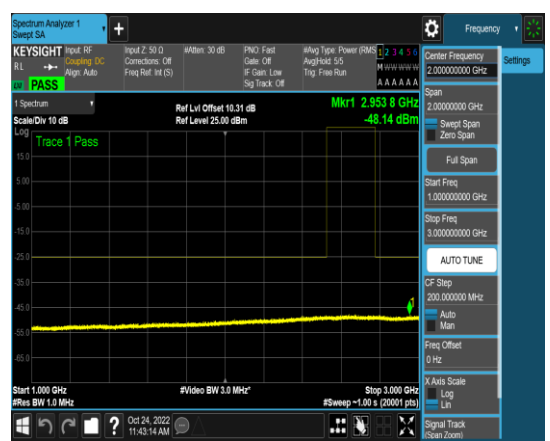 Spectrum Analyzer 1
Swept SA
Frequency
KEYSIGHT
RL
PASS
Input: RF
Coupling: DC
Align: Auto
Input Z: 50 Ω
Corrections: Off
Freq Ref: Int (S)
#Atten: 30 dB
PNO: Fast
Gate: Off
IF Gain: Low
Sig Track: Off
#Avg Type: Power (RMS
Avg|Hold: 5/5
Trig: Free Run
1 2 3 4 5 6
M W W W W W
A A A A A A
1 Spectrum
Scale/Div 10 dB
Ref Lvl Offset 10.31 dB
Ref Level 25.00 dBm
Mkr1 2.953 8 GHz
-48.14 dBm
Log
Trace 1 Pass
15.0
5.00
-5.00
-15.0
-25.0
-35.0
-45.0
-55.0
-65.0
1
Start 1.000 GHz
#Res BW 1.0 MHz
#Video BW 3.0 MHz*
Stop 3.000 GHz
#Sweep ~1.00 s (20001 pts)
Oct 24, 2022
11:43:14 AM
Center Frequency
2.000000000 GHz
Span
2.00000000 GHz
Swept Span
Zero Span
Full Span
Start Freq
1.000000000 GHz
Stop Freq
3.000000000 GHz
AUTO TUNE
CF Step
200.000000 MHz
Auto
Man
Freq Offset
0 Hz
X Axis Scale
Log
Lin
Signal Track
(Span Zoom)
Settings